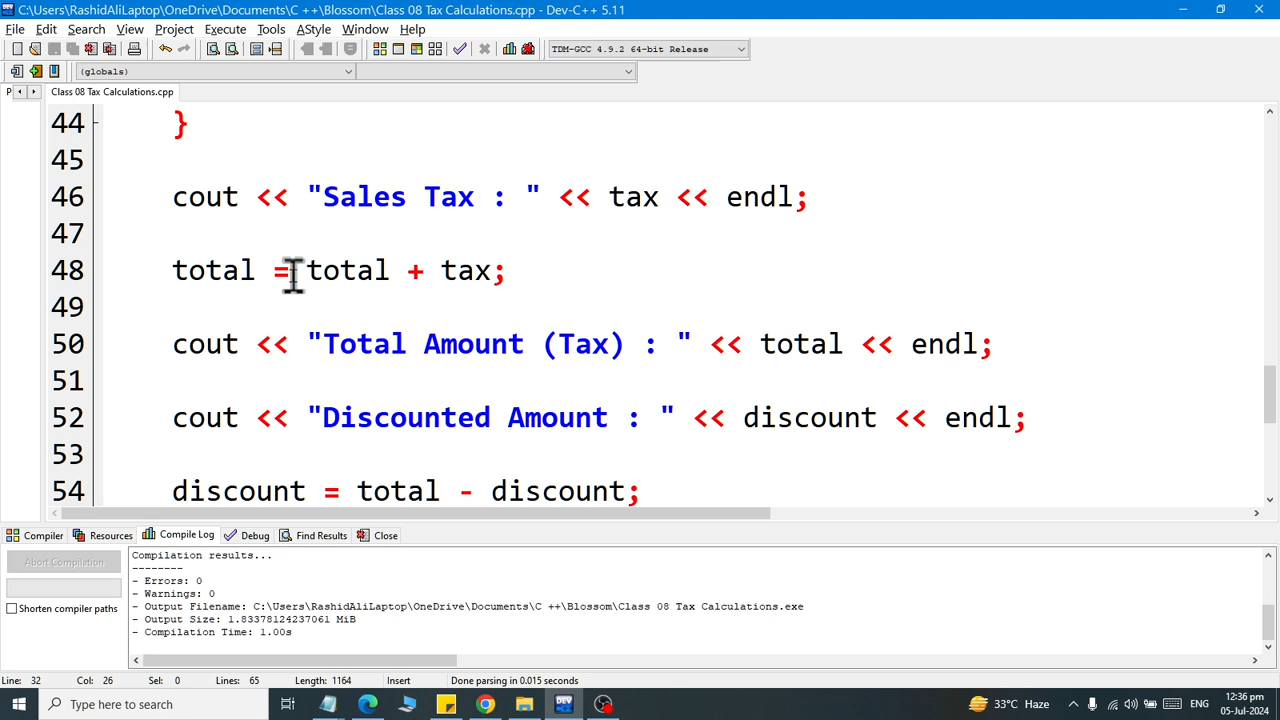 C:\Users\RashidAliLaptop\OneDrive\Documents\C ++\Blossom\Class 08 Tax Calculations.cpp - Dev-C++ 5.11
File Edit Search View Project Execute Tools AStyle Window Help
TDM-GCC 4.9.2 64-bit Release
(globals)
P Class 08 Tax Calculations.cpp
44 }
45
46 cout << "Sales Tax : " << tax << endl;
47
48 total = total + tax;
49
50 cout << "Total Amount (Tax) : " << total << endl;
51
52 cout << "Discounted Amount : " << discount << endl;
53
54 discount = total - discount;
Compiler Resources Compile Log Debug Find Results Close
Abort Compilation
Shorten compiler paths
Compilation results...
--------
- Errors: 0
- Warnings: 0
- Output Filename: C:\Users\RashidAliLaptop\OneDrive\Documents\C ++\Blossom\Class 08 Tax Calculations.exe
- Output Size: 1.83378124237061 MiB
- Compilation Time: 1.00s
Line: 32 Col: 26 Sel: 0 Lines: 65 Length: 1164 Insert Done parsing in 0.015 seconds
Type here to search
DEV
33°C Haze
ENG
12:36 pm
05-Jul-2024